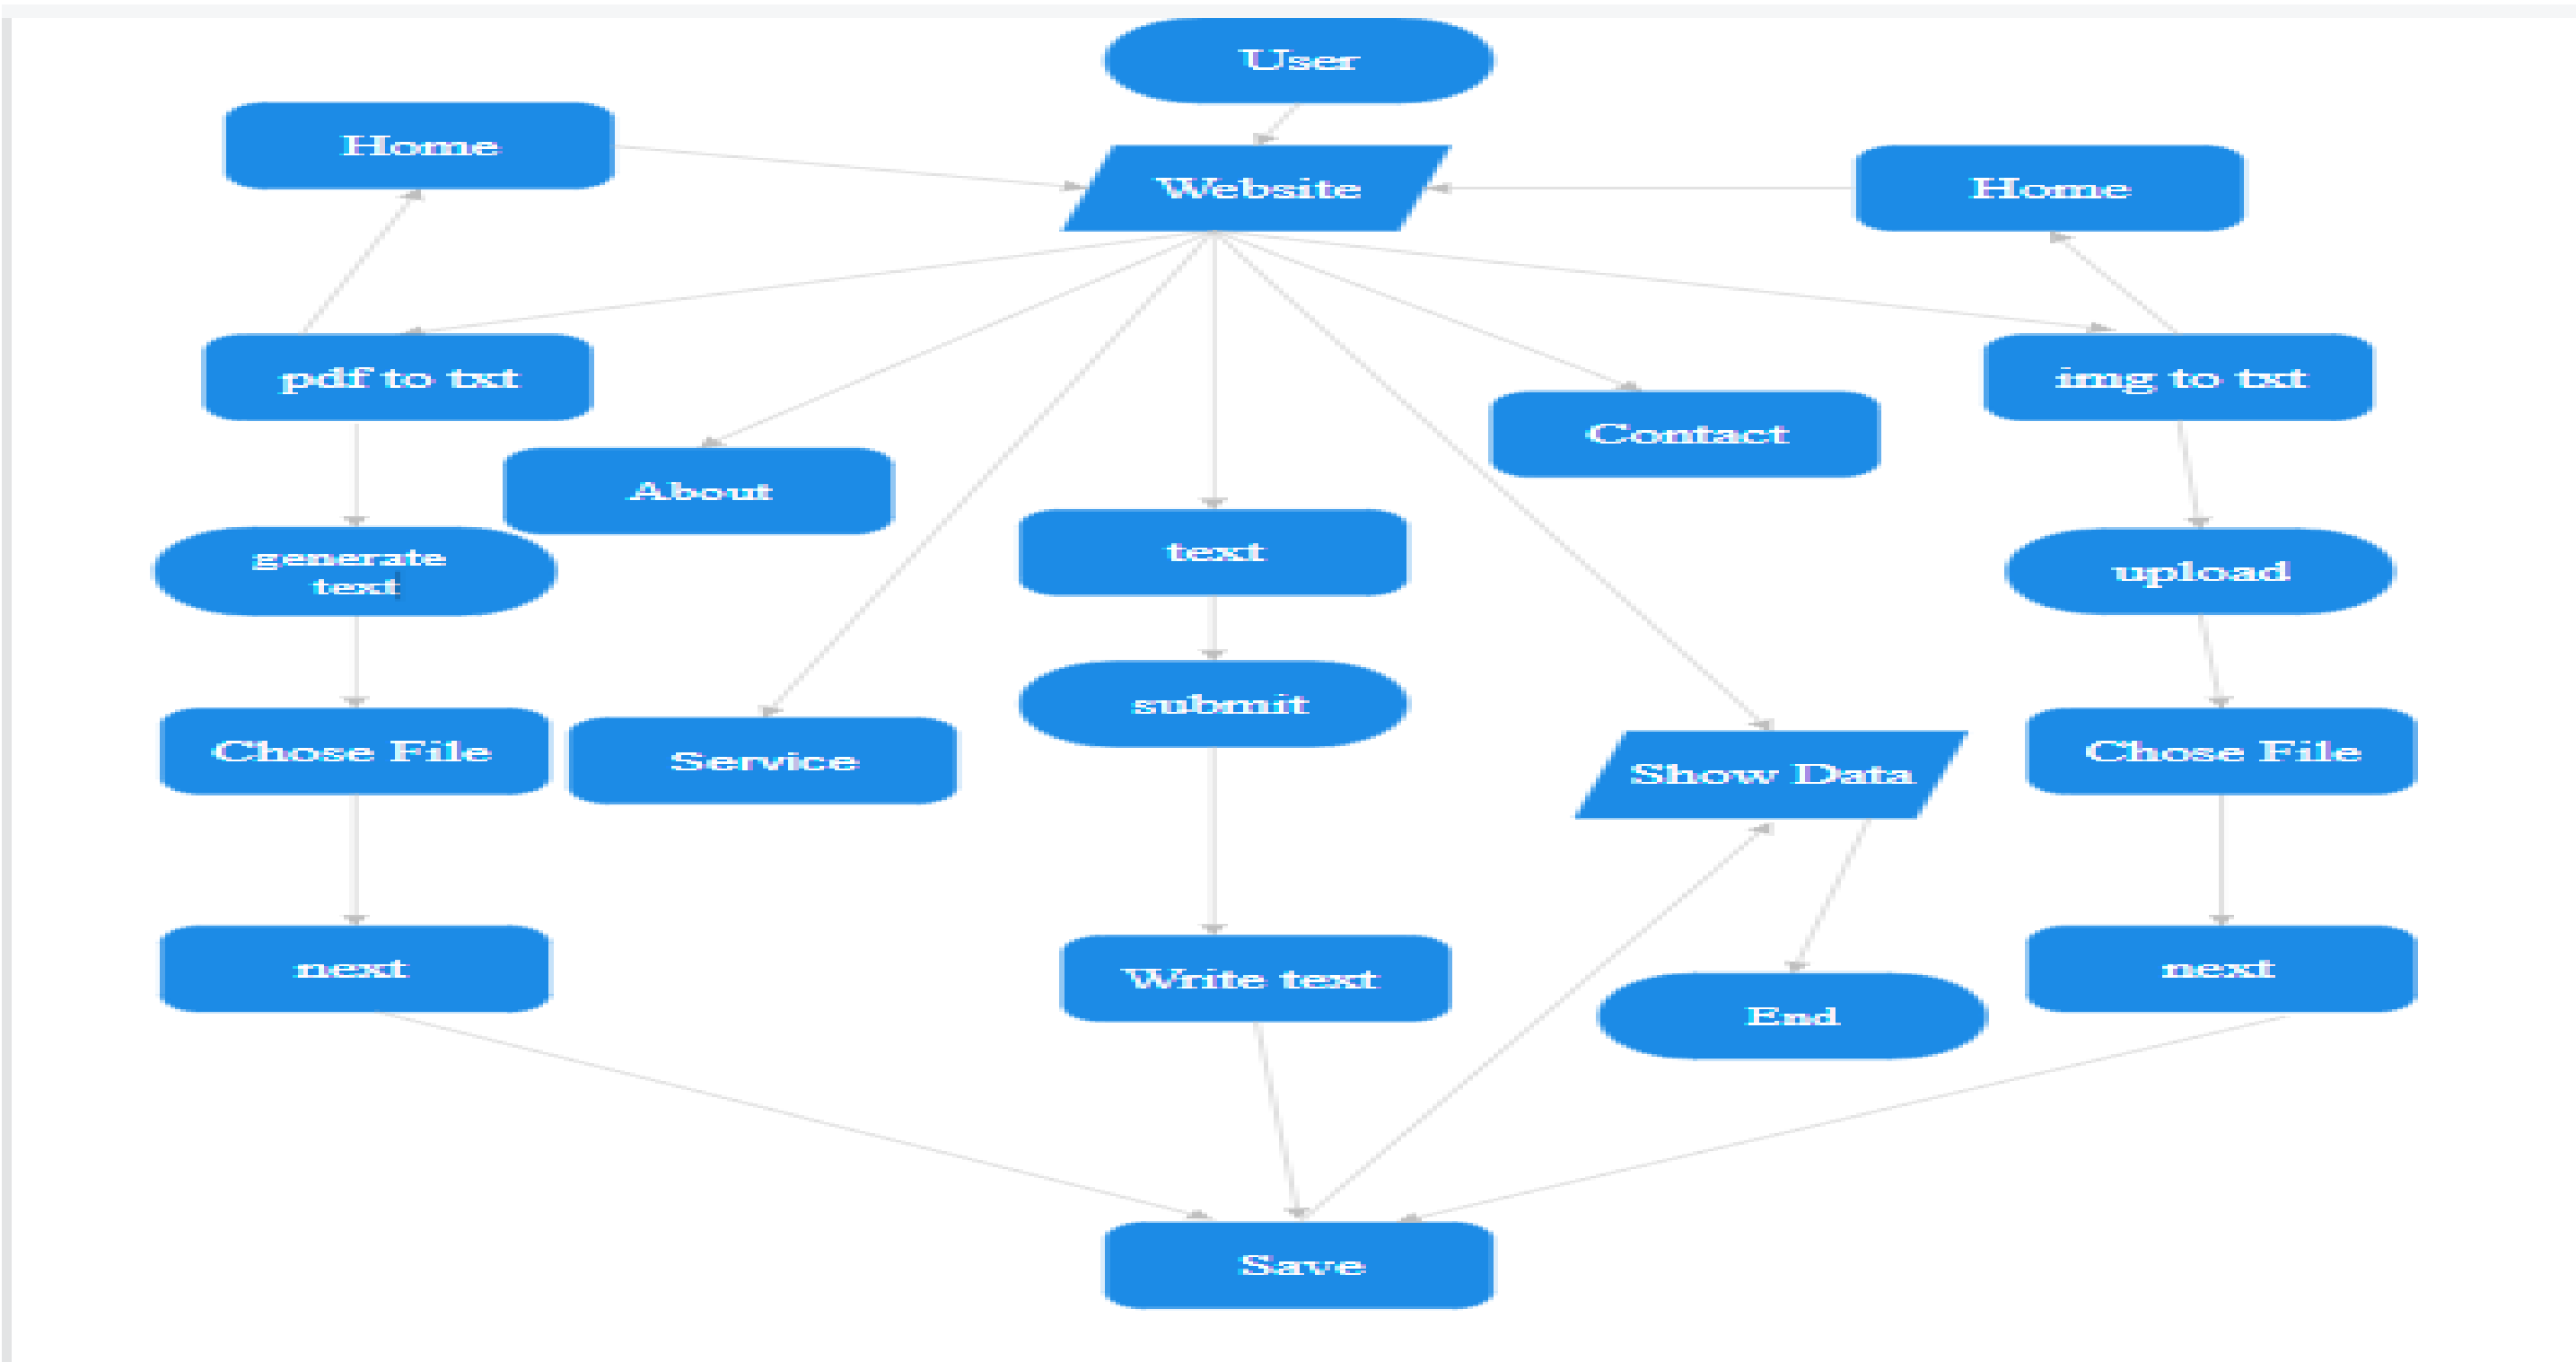 User
Home
Website
Home
pdf to txt
img to txt
Contact
About
text
generate
text
upload
submit
Chose File
Service
Show Data
Chose File
next
Write text
End
next
Save